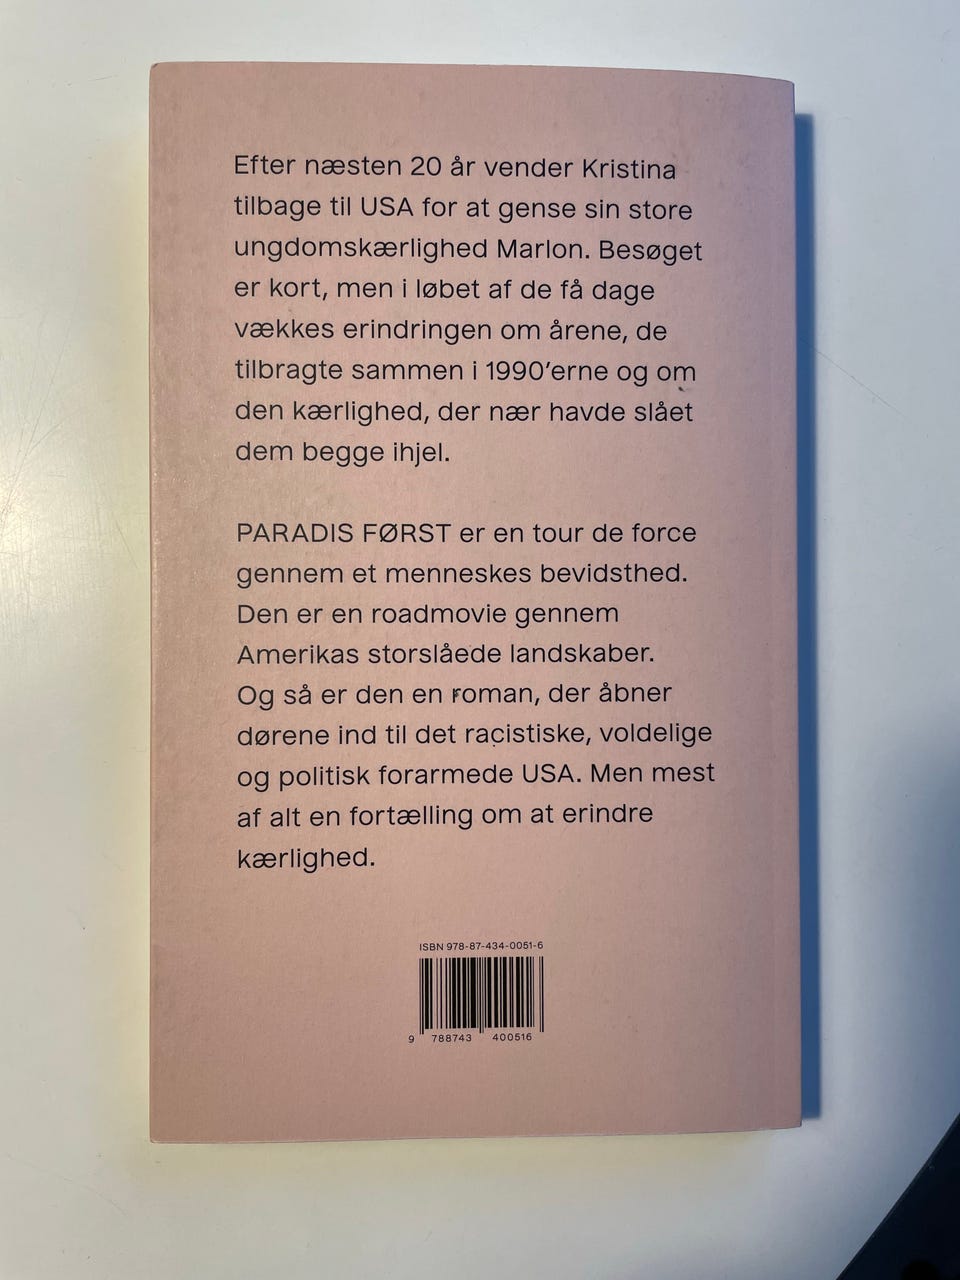 Efter næsten 20 år vender Kristina
tilbage til USA for at gense sin store
ungdomskærlighed Marlon. Besøget
er kort, men i løbet af de få dage
vækkes erindringen om årene, de
tilbragte sammen i 1990’erne og om
den kærlighed, der nær havde slået
dem begge ihjel.
PARADIS FØRST er en tour de force
gennem et menneskes bevidsthed.
Den er en roadmovie gennem
Amerikas storslåede landskaber.
Og så er den en roman, der åbner
dørene ind til det racistiske, voldelige
og politisk forarmede USA. Men mest
af alt en fortælling om at erindre
kærlighed.
ISBN 978-87-434-0051-6
9 788743 400516